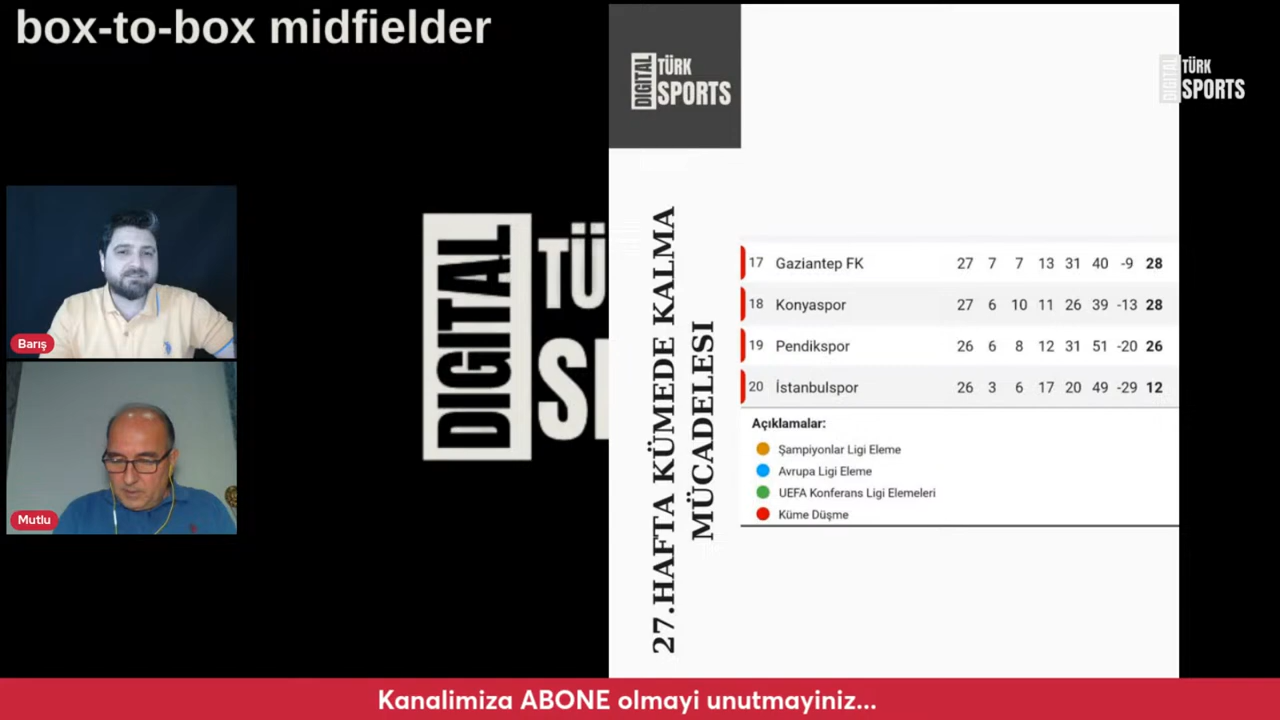 box-to-box midfielder
DIGITAL
TÜRK
SPORTS
DIGITAL
TÜRK
SPORTS
Barış
Mutlu
DIGITAL
TÜ
27.HAFTA KÜMEDE KALMA
MÜCADELESI
17 Gaziantep FK 27 7 7 13 31 40 -9 28
18 Konyaspor 27 6 10 11 26 39 -13 28
19 Pendikspor 26 6 8 12 31 51 -20 26
20 İstanbulspor 26 3 6 17 20 49 -29 12
Açıklamalar:
Şampiyonlar Ligi Eleme
Avrupa Ligi Eleme
UEFA Konferans Ligi Elemeleri
Küme Düşme
Kanalimiza ABONE olmayi unutmayiniz...